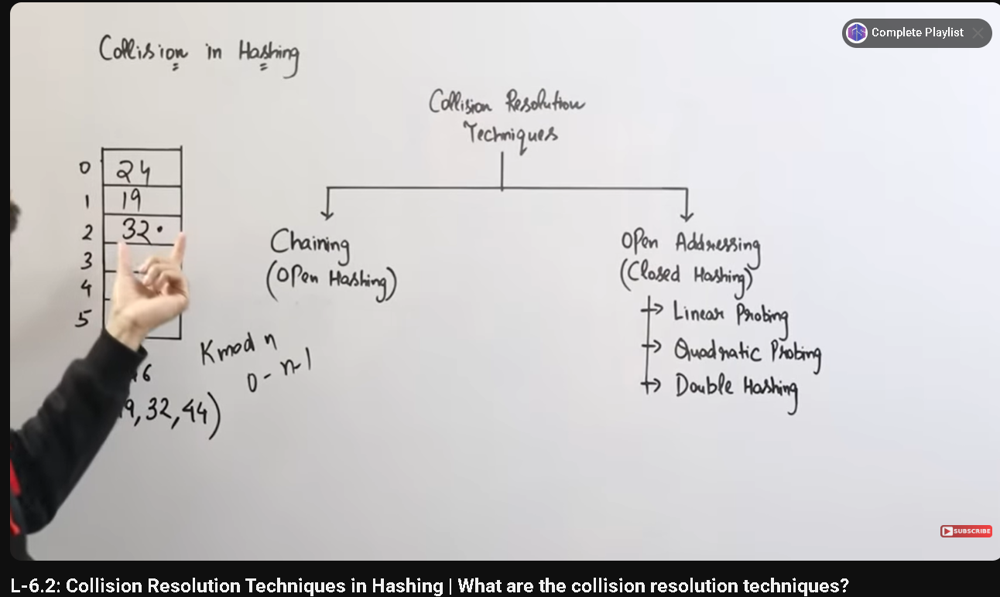 Complete Playlist
Collision in Hashing
Collision Resolution
Techniques
0 24
1 19
2 32
3
4
5
Chaining
(Open Hashing)
Open Addressing
(Closed Hashing)
Linear Probing
Quadratic Probing
Double Hashing
K mod n
0 - n-1
6
9, 32, 44)
SUBSCRIBE
L-6.2: Collision Resolution Techniques in Hashing | What are the collision resolution techniques?